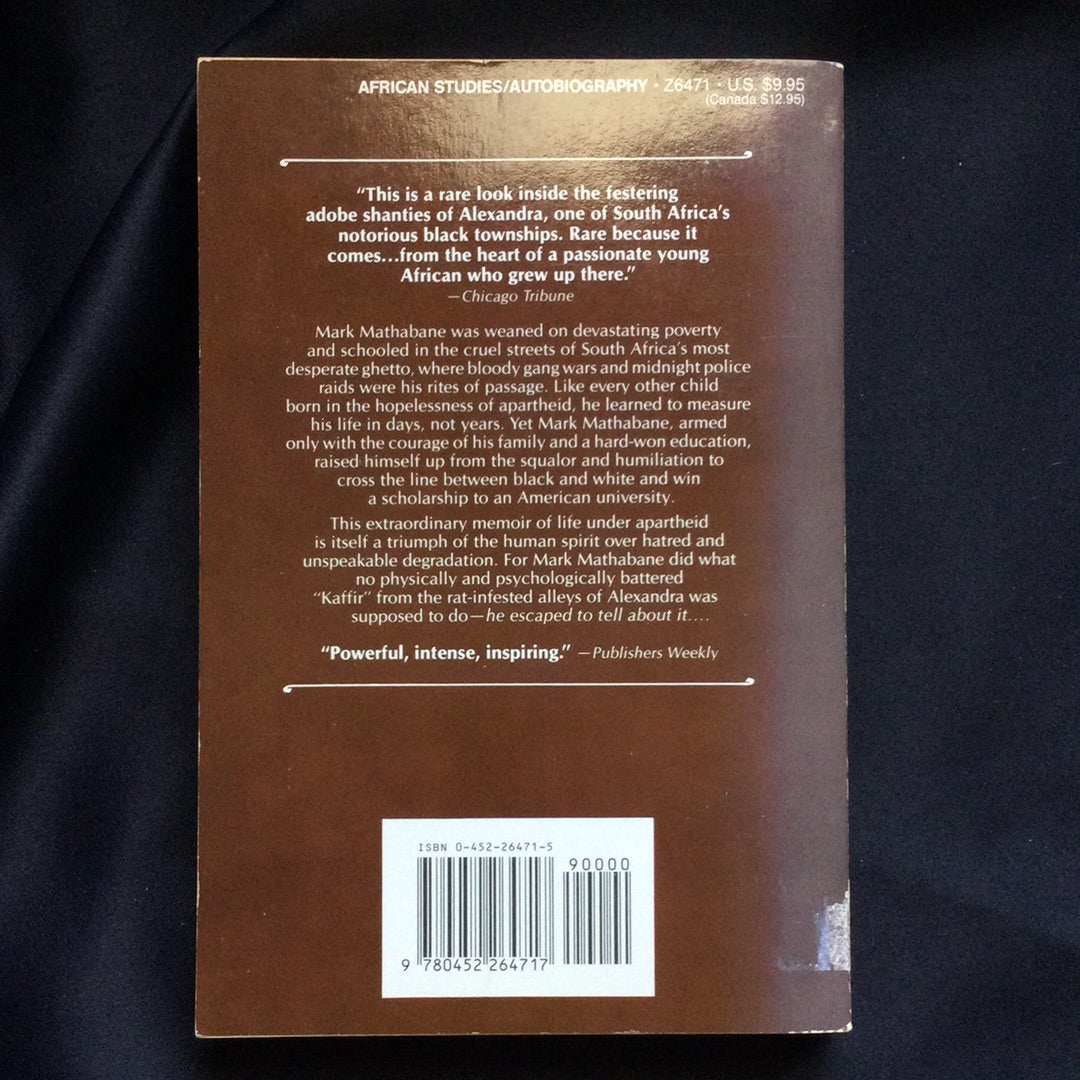 AFRICAN STUDIES/AUTOBIOGRAPHY · Z6471 · U.S. $9.95
(Canada $12.95)
“This is a rare look inside the festering
adobe shanties of Alexandra, one of South Africa’s
notorious black townships. Rare because it
comes...from the heart of a passionate young
African who grew up there.”
—Chicago Tribune
Mark Mathabane was weaned on devastating poverty
and schooled in the cruel streets of South Africa’s most
desperate ghetto, where bloody gang wars and midnight police
raids were his rites of passage. Like every other child
born in the hopelessness of apartheid, he learned to measure
his life in days, not years. Yet Mark Mathabane, armed
only with the courage of his family and a hard-won education,
raised himself up from the squalor and humiliation to
cross the line between black and white and win
a scholarship to an American university.
This extraordinary memoir of life under apartheid
is itself a triumph of the human spirit over hatred and
unspeakable degradation. For Mark Mathabane did what
no physically and psychologically battered
“Kaffir” from the rat-infested alleys of Alexandra was
supposed to do—he escaped to tell about it....
“Powerful, intense, inspiring.” —Publishers Weekly
ISBN 0-452-26471-5
90000
9 780452 264717